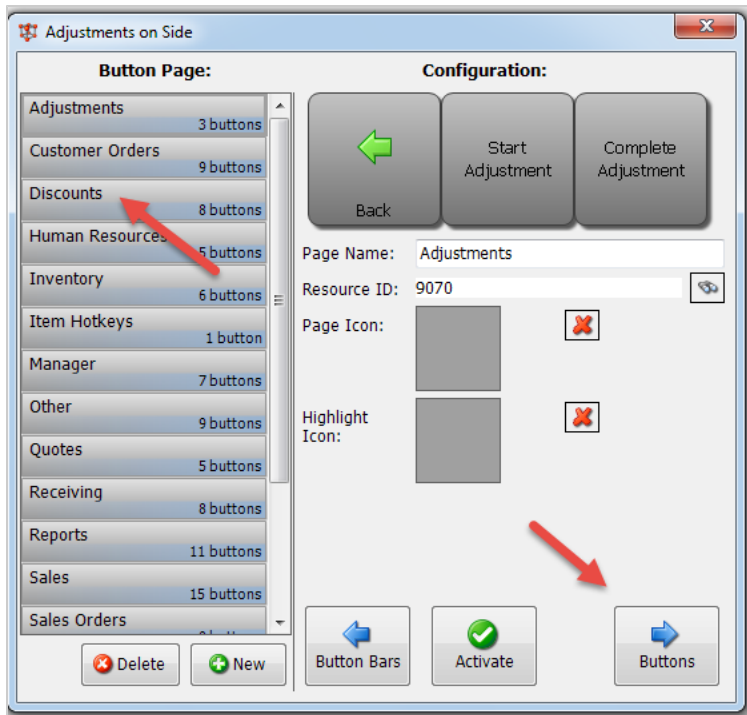 Adjustments on Side
Button Page:
Adjustments
3 buttons
Customer Orders
9 buttons
Discounts
8 buttons
Human Resources
5 buttons
Inventory
6 buttons
Item Hotkeys
1 button
Manager
7 buttons
Other
9 buttons
Quotes
5 buttons
Receiving
8 buttons
Reports
11 buttons
Sales
15 buttons
Sales Orders
Delete
New
Configuration:
Back
Start
Adjustment
Complete
Adjustment
Page Name: Adjustments
Resource ID: 9070
Page Icon:
Highlight
Icon:
Button Bars
Activate
Buttons